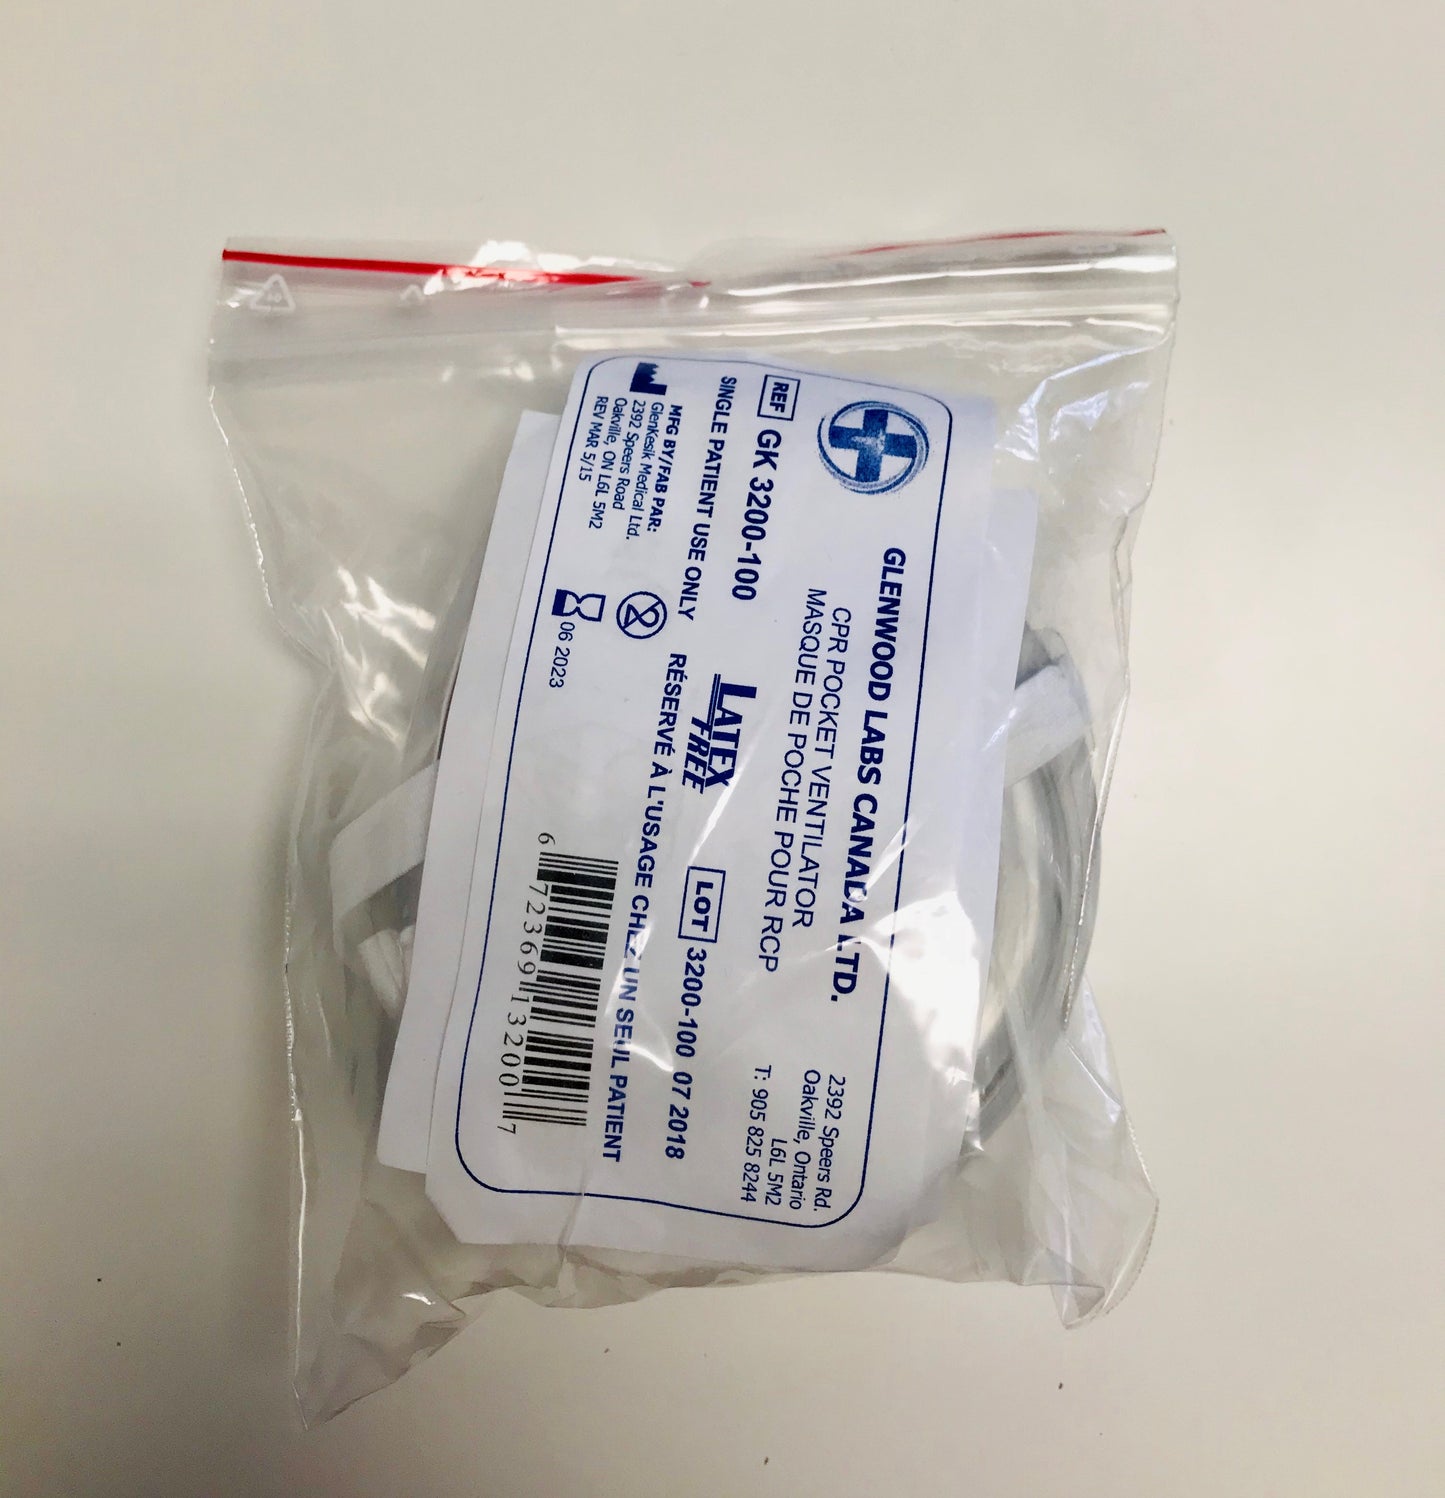 GLENWOOD LABS CANADA LTD.
CPR POCKET VENTILATOR
MASQUE DE POCHE POUR RCP
2392 Speers Rd.
Oakville, Ontario
L6L 5M2
T: 905 825 8244
REF GK 3200-100
LATEX
FREE
LOT 3200-100 07 2018
SINGLE PATIENT USE ONLY RÉSERVÉ À L'USAGE CHEZ UN SEUL PATIENT
MFG BY/FAB PAR:
GlenKesik Medical Ltd.
2392 Speers Road
Oakville, ON L6L 5M2
REV MAR 5/15
2
06 2023
6 72369 13200 7